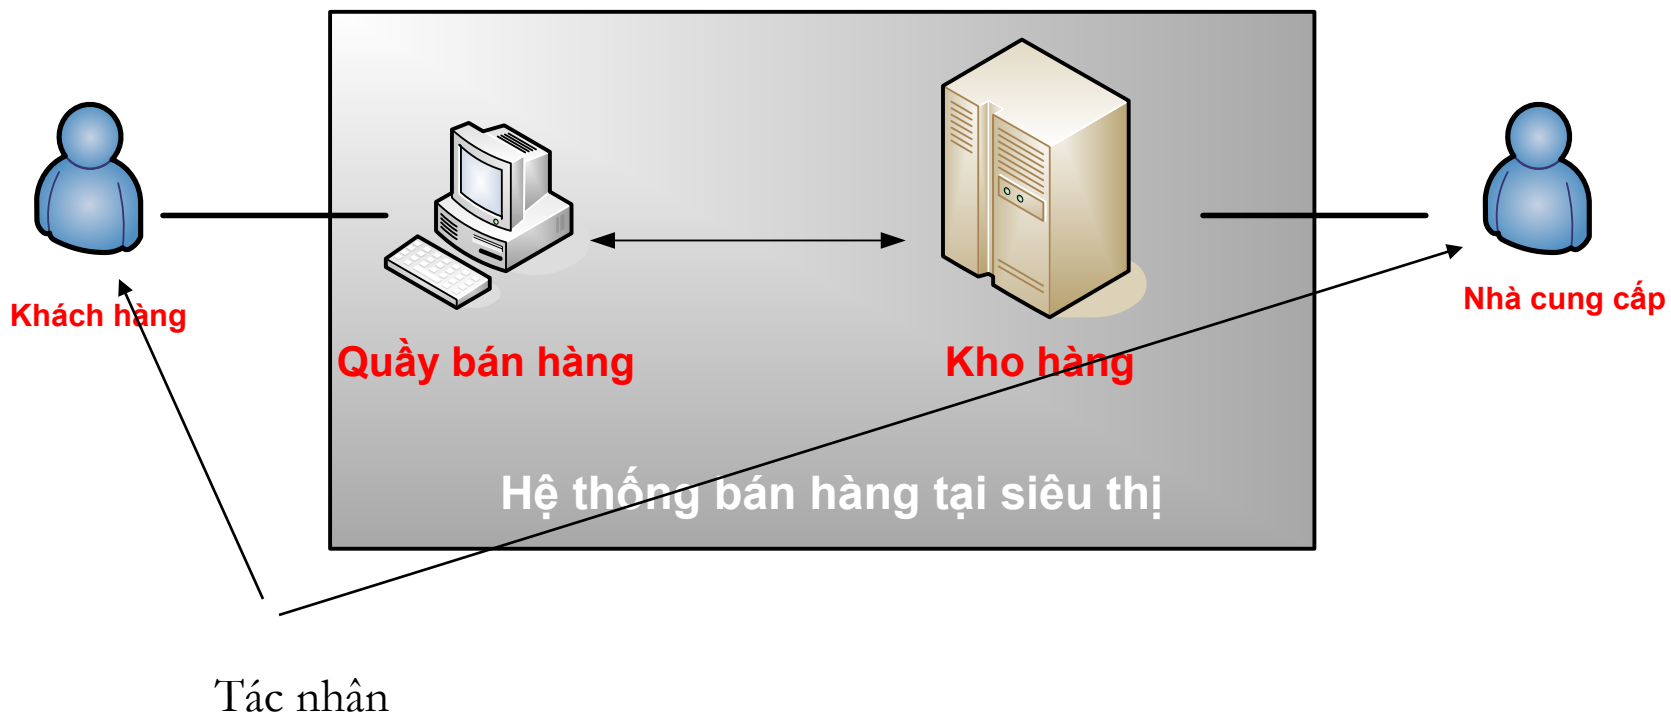 Khách hàng
Nhà cung cấp
Quầy bán hàng
Kho hàng
Hệ thống bán hàng tại siêu thị
Tác nhân